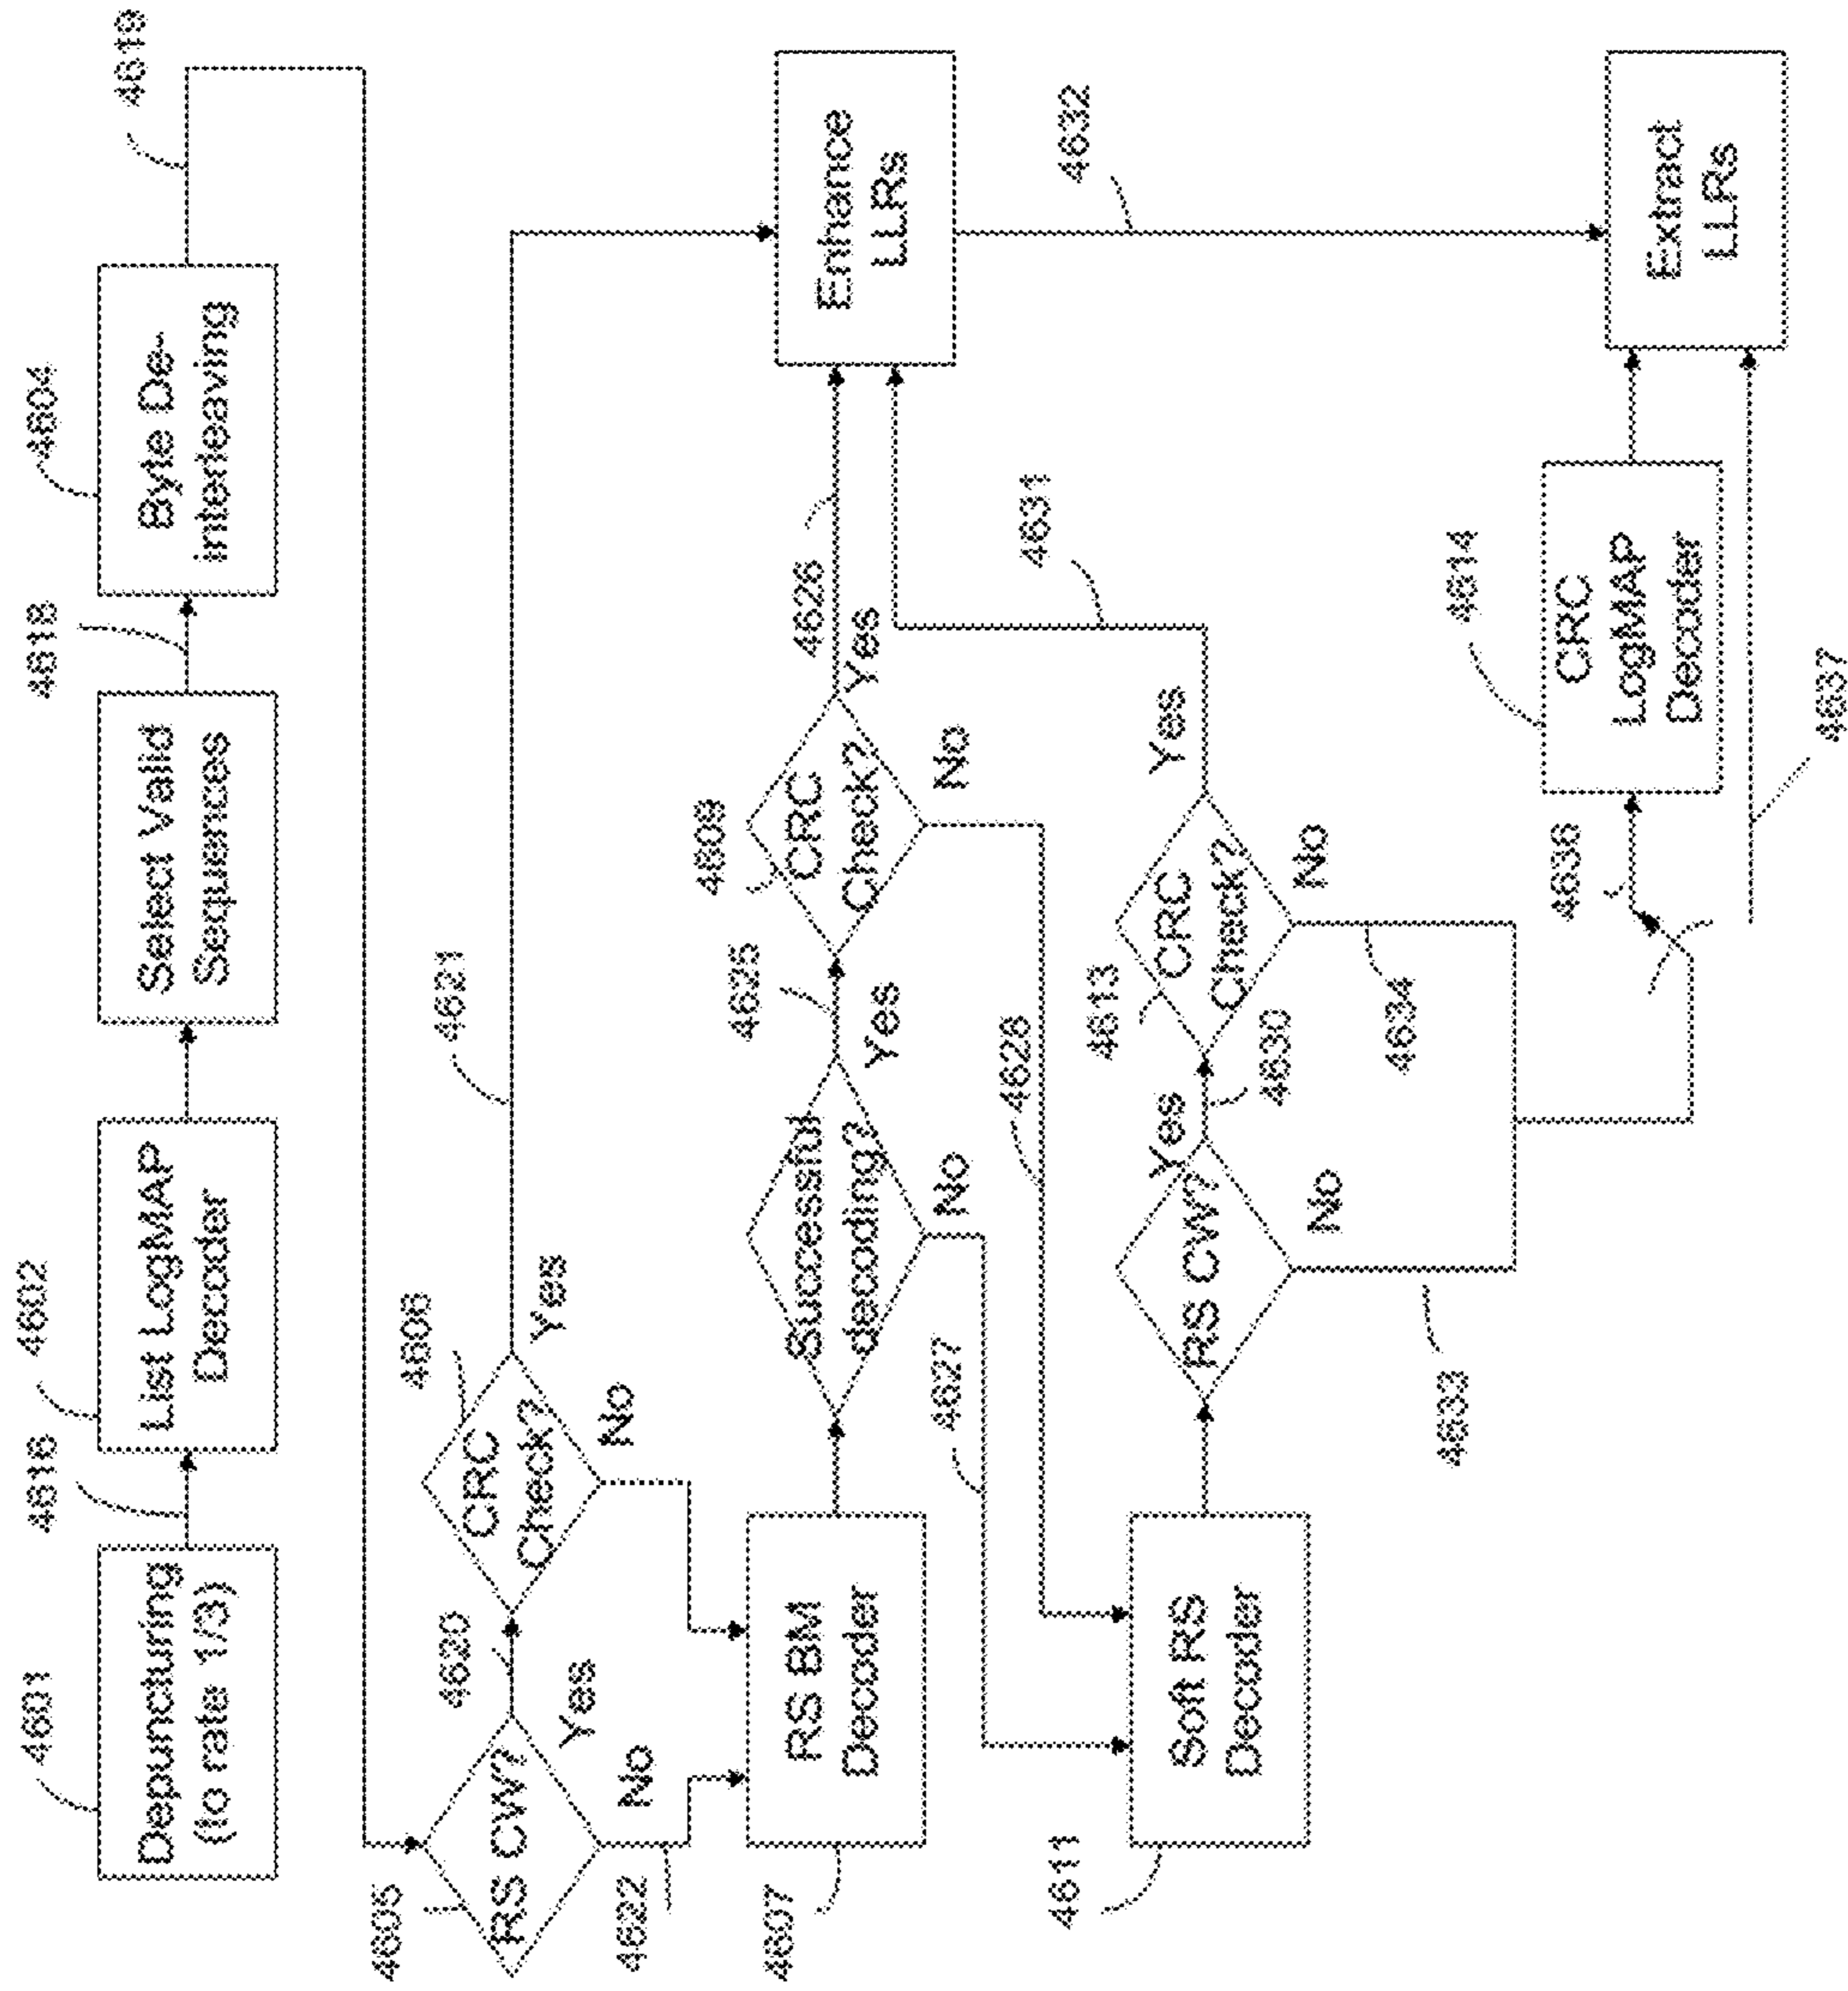 4601
Depuncturing
(to rate 1/3)
4616
4602
List LogMAP
Decoder
Select Valid
Sequences
4618
4604
Byte De-
interleaving
4619
4605
RS CW?
Yes
No
4620
4622
4606
CRC
Check?
Yes
No
4621
4607
RS BM
Decoder
Successful
decoding?
Yes
No
4625
4627
4609
CRC
Check?
Yes
No
4626
4628
Enhance
LLRs
4632
4611
Soft RS
Decoder
RS CW?
Yes
No
4630
4633
4613
CRC
Check?
Yes
No
4631
4634
4636
4614
CRC
LogMAP
Decoder
4637
Extract
LLRs